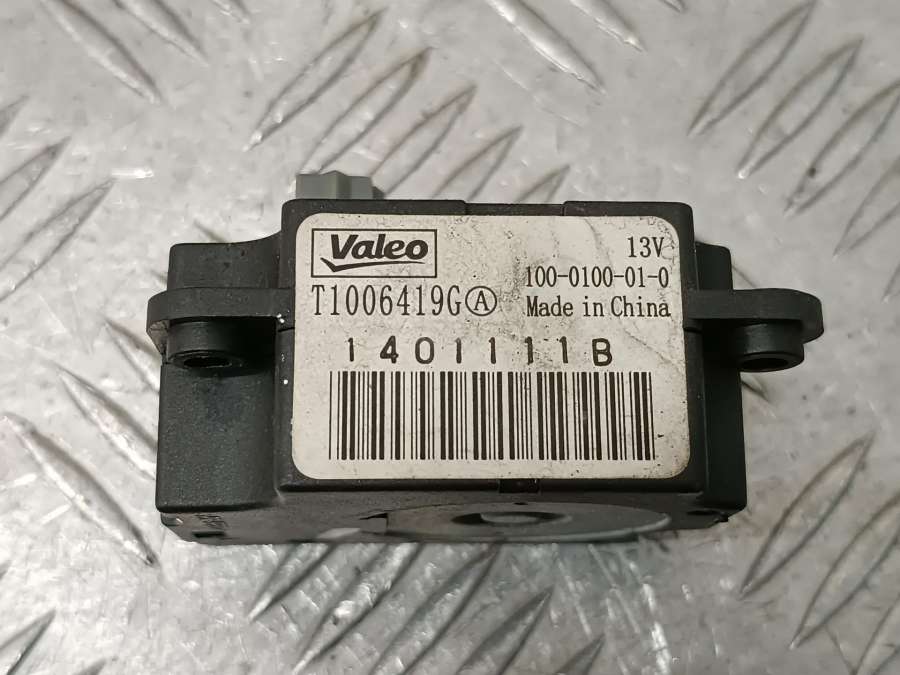 Valeo
13V
100-0100-01-0
T1006419GⒶ
Made in China
1401111B